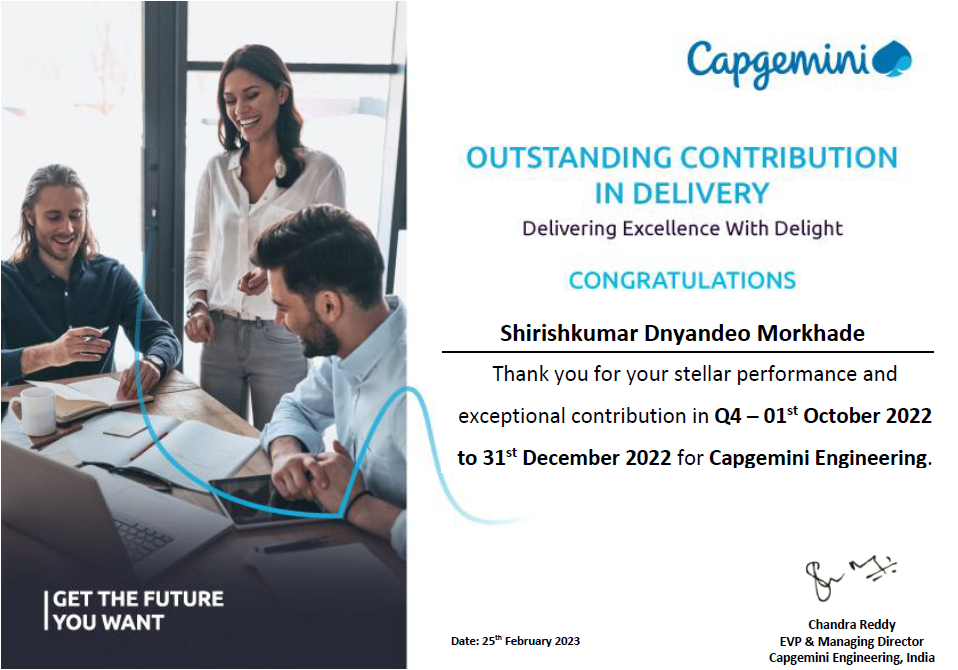 Capgemini
OUTSTANDING CONTRIBUTION
IN DELIVERY
Delivering Excellence With Delight
CONGRATULATIONS
Shirishkumar Dnyandeo Morkhade
Thank you for your stellar performance and
exceptional contribution in Q4 – 01st October 2022
to 31st December 2022 for Capgemini Engineering.
GET THE FUTURE
YOU WANT
Date: 25th February 2023
Chandra Reddy
EVP & Managing Director
Capgemini Engineering, India